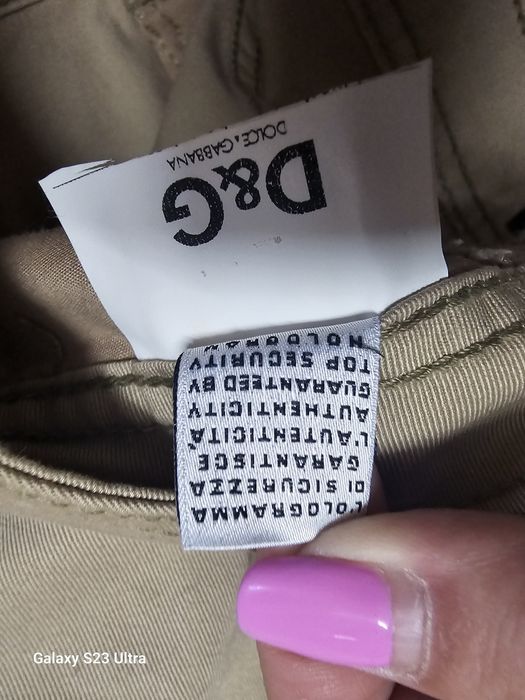 L'OLOGRAMMA
DI SICUREZZA
GARANTISCE
L'AUTENTICITÀ
AUTHENTICITY
GUARANTEED BY
TOP SECURITY
HOLOGRAM
D&G
DOLCE & GABBANA
Galaxy S23 Ultra